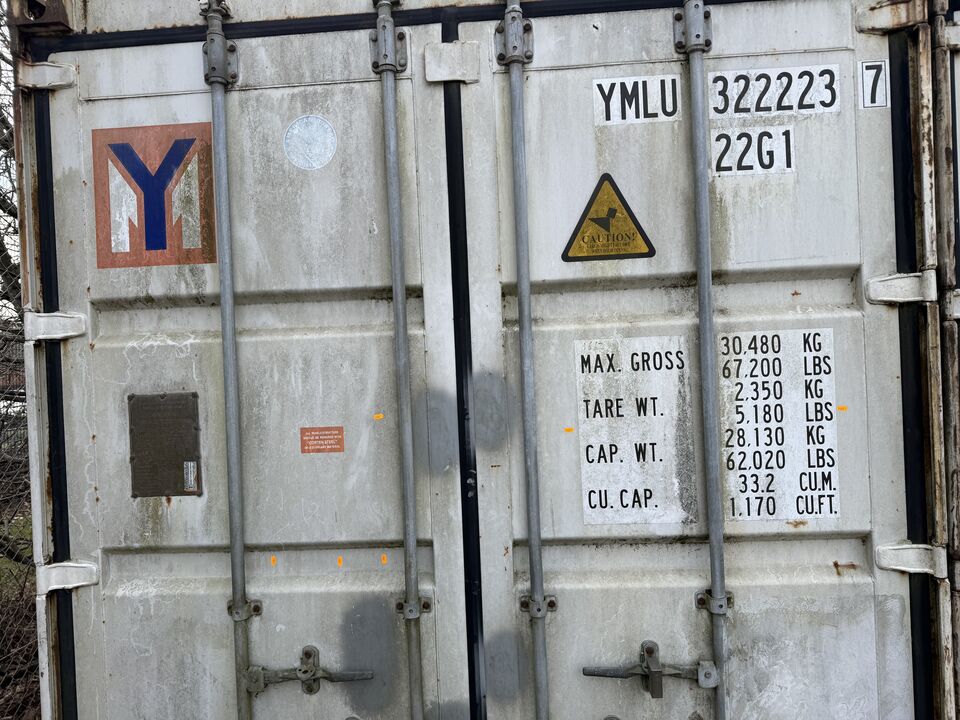 YMLU 322223 7
22G1
Y
CAUTION!
MAX. GROSS 30,480 KG
67,200 LBS
TARE WT. 2,350 KG
5,180 LBS
CAP. WT. 28,130 KG
62,020 LBS
CU. CAP. 33.2 CU.M.
1,170 CU.FT.
"CORTEN STEEL"